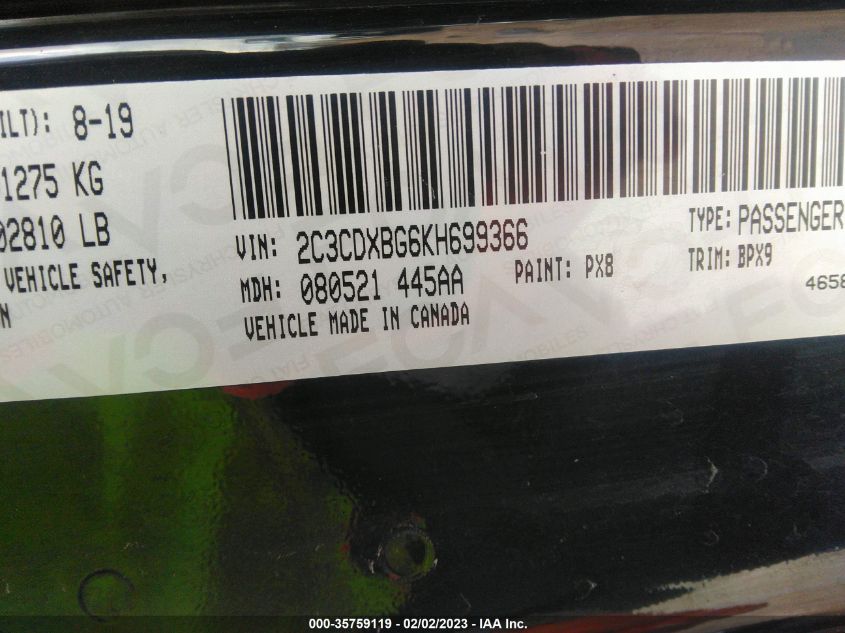 ILT): 8-19
1275 KG
02810 LB
VEHICLE SAFETY,
N
VIN: 2C3CDXBG6KH699366
TYPE: PASSENGER
MDH: 080521 445AA
PAINT: PX8
TRIM: BPX9
VEHICLE MADE IN CANADA
4658
000-35759119 - 02/02/2023 - IAA Inc.